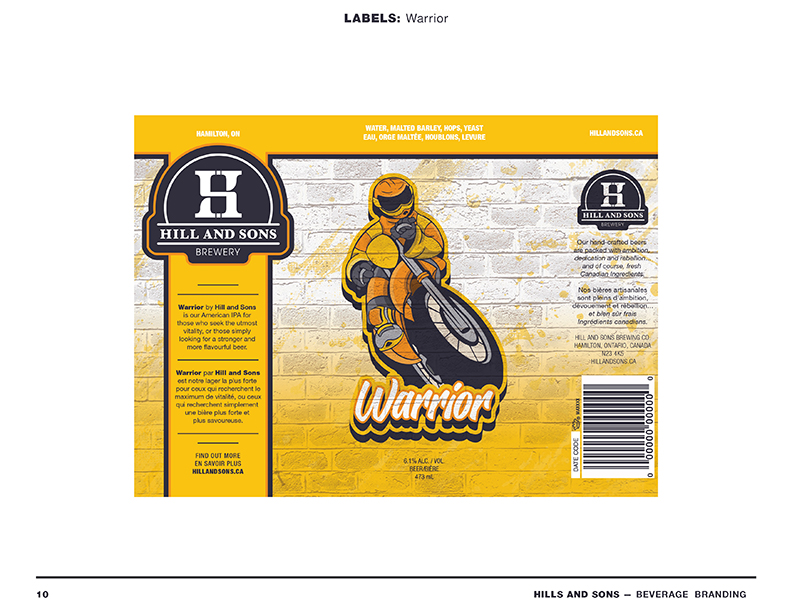 LABELS: Warrior
HAMILTON, ON
WATER, MALTED BARLEY, HOPS, YEAST
EAU, ORGE MALTÉE, HOUBLONS, LEVURE
HILLANDSONS.CA
H
HILL AND SONS
BREWERY
Warrior by Hill and Sons
is our American IPA for
those who seek the utmost
vitality, or those simply
looking for a stronger and
more flavourful beer.
Warrior par Hill and Sons
est notre lager la plus forte
pour ceux qui recherchent le
maximum de vitalité, ou ceux
qui recherchent simplement
une bière plus forte et
plus savoureuse.
FIND OUT MORE
EN SAVOIR PLUS
HILLANDSONS.CA
Warrior
6.1% ALC. / VOL.
BEER/BIÈRE
473 mL
H
HILL AND SONS
BREWERY
Our hand-crafted beers
are packed with ambition,
dedication and rebellion...
and of course, fresh
Canadian ingredients.
Nos bières artisanales
sont pleins d'ambition,
dévouement et rébellion...
et bien sûr frais
ingrédients canadiens.
HILL AND SONS BREWING CO.
HAMILTON, ONTARIO, CANADA
N23 4K5
HILLANDSONS.CA
DATE CODE
0 00000 00000 0
10
HILLS AND SONS — BEVERAGE BRANDING